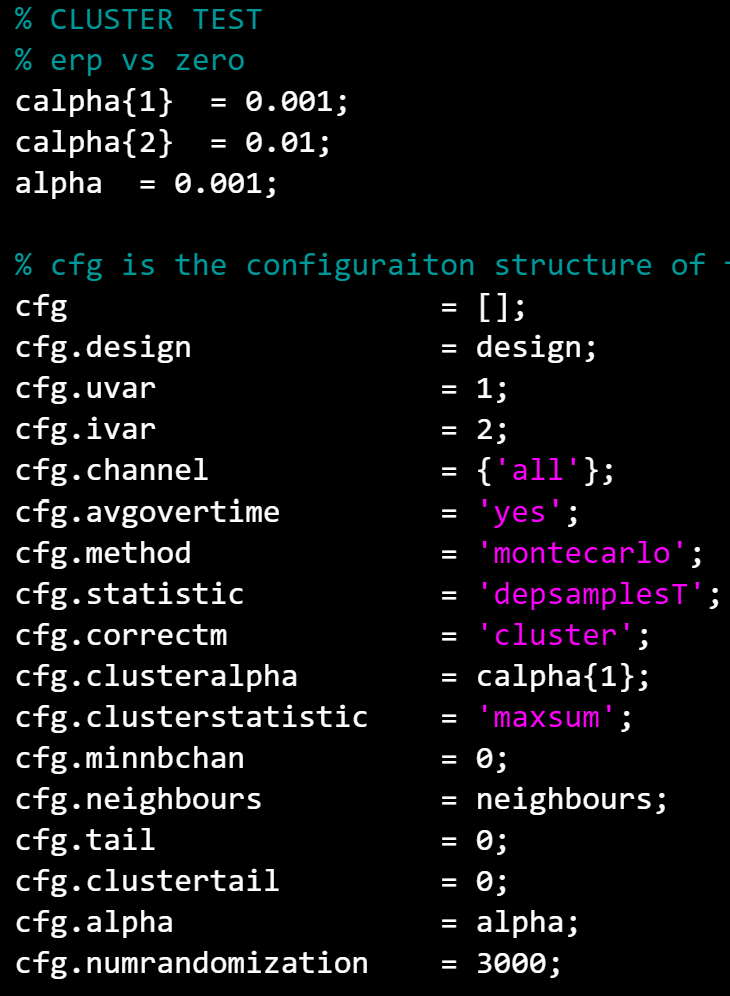 % CLUSTER TEST
% erp vs zero
calpha{1}  = 0.001;
calpha{2}  = 0.01;
alpha  = 0.001;

% cfg is the configuraiton structure of
cfg                     = [];
cfg.design              = design;
cfg.uvar                = 1;
cfg.ivar                = 2;
cfg.channel             = {'all'};
cfg.avgovertime         = 'yes';
cfg.method              = 'montecarlo';
cfg.statistic           = 'depsamplesT';
cfg.correctm            = 'cluster';
cfg.clusteralpha        = calpha{1};
cfg.clusterstatistic    = 'maxsum';
cfg.minnbchan           = 0;
cfg.neighbours          = neighbours;
cfg.tail                = 0;
cfg.clustertail         = 0;
cfg.alpha               = alpha;
cfg.numrandomization    = 3000;